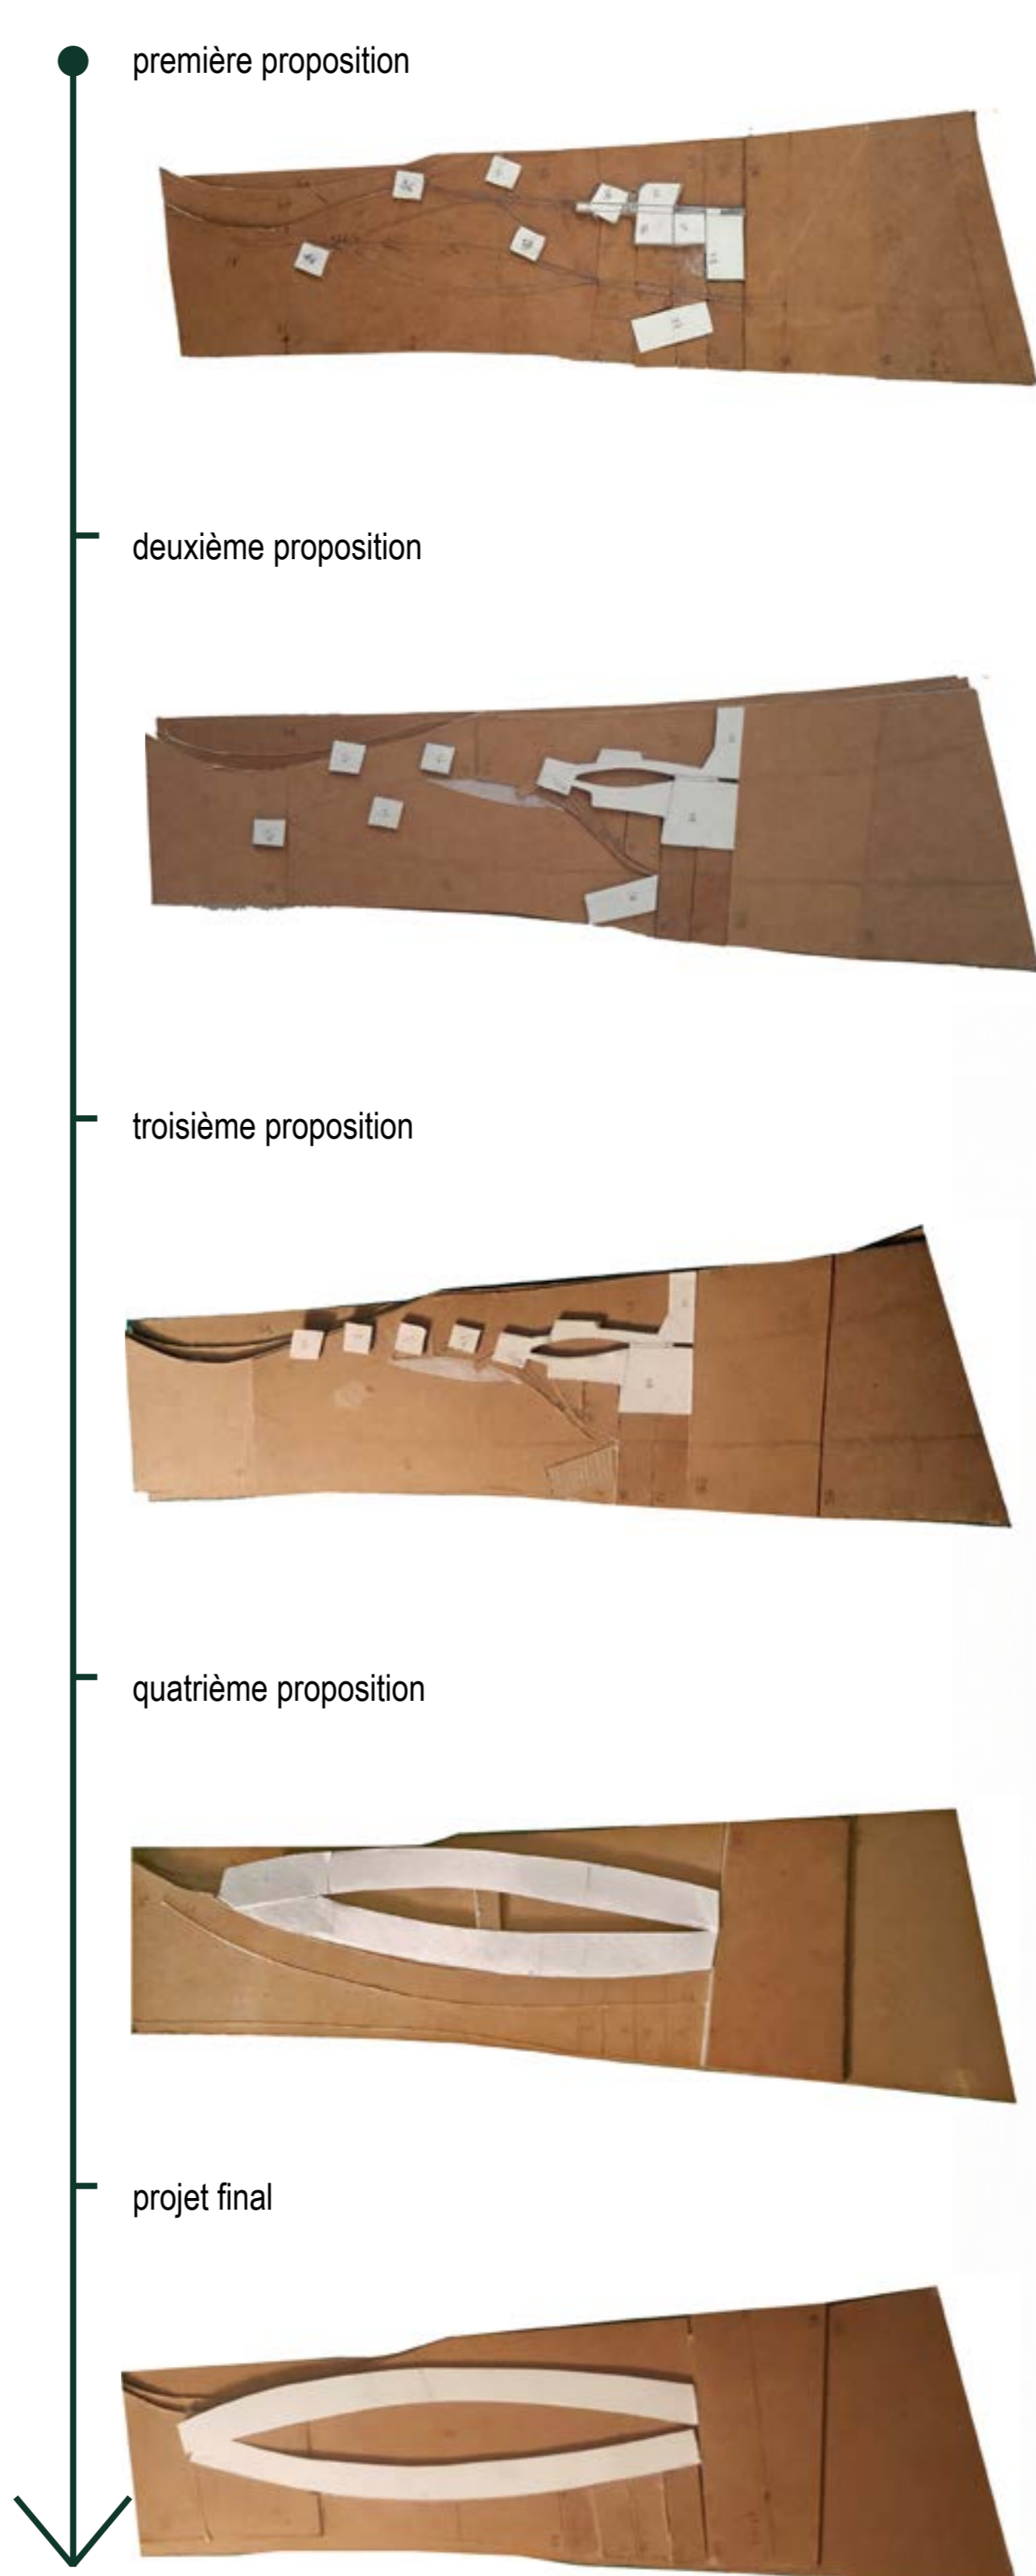 première proposition
deuxième proposition
troisième proposition
quatrième proposition
projet final